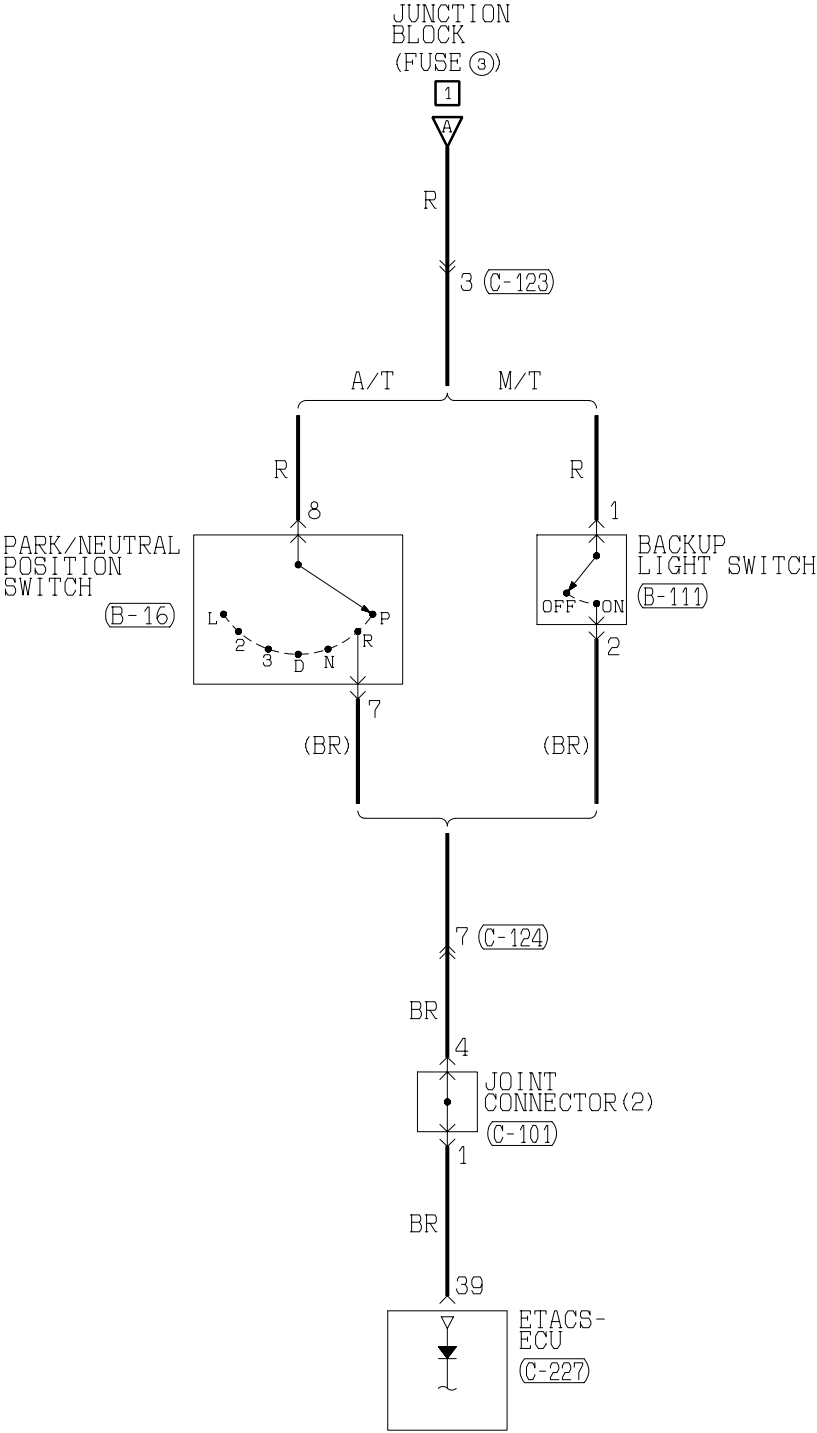 JUNCTION
BLOCK
(FUSE ③)
1
A
R
3 (C-123)
A/T M/T
R R
8 1
PARK/NEUTRAL
POSITION
SWITCH
(B-16)
L
2
3
D
N
R
P
7
BACKUP
LIGHT SWITCH
(B-111)
OFF ON
2
(BR) (BR)
7 (C-124)
BR
4
JOINT
CONNECTOR(2)
(C-101)
1
BR
39
ETACS-
ECU
(C-227)